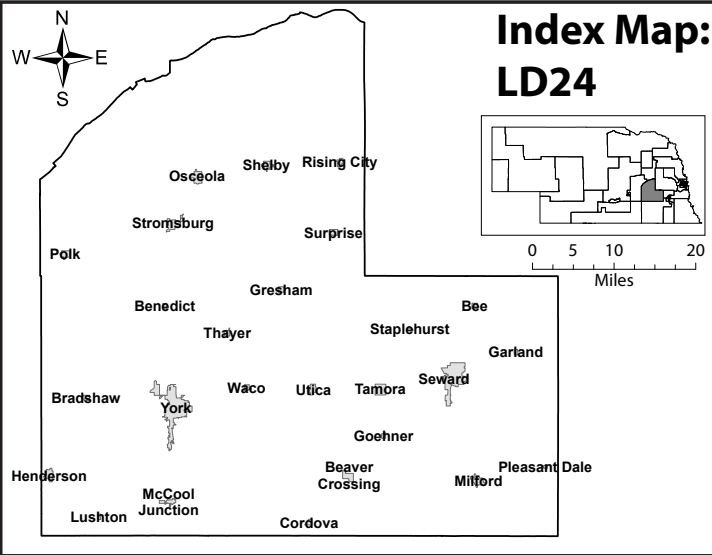 N
Index Map:
W E
LD24
S
Shelby Rising City
Osceola
Stromsburg
Surprise
Polk
0 5 10 20
Miles
Gresham
Benedict
Bee
Thayer
Staplehurst
Garland
Seward
Waco
Utica
Tamora
Bradshaw
York
Goehner
Henderson
Beaver
Crossing
Pleasant Dale
Milford
McCool
Junction
Lushton
Cordova